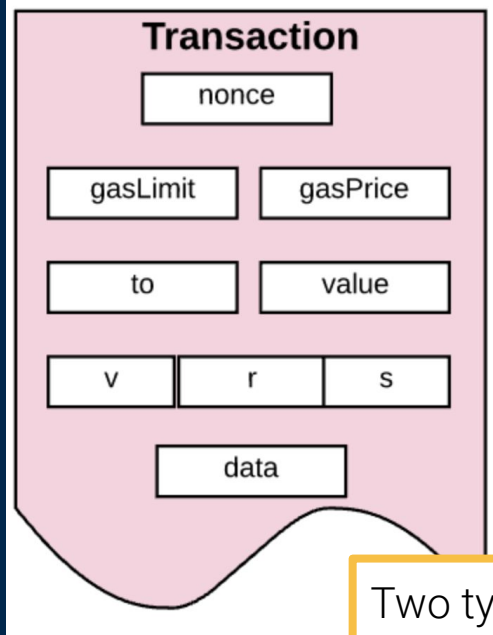 Transaction
nonce
gasLimit gasPrice
to value
v r s
data
Two ty